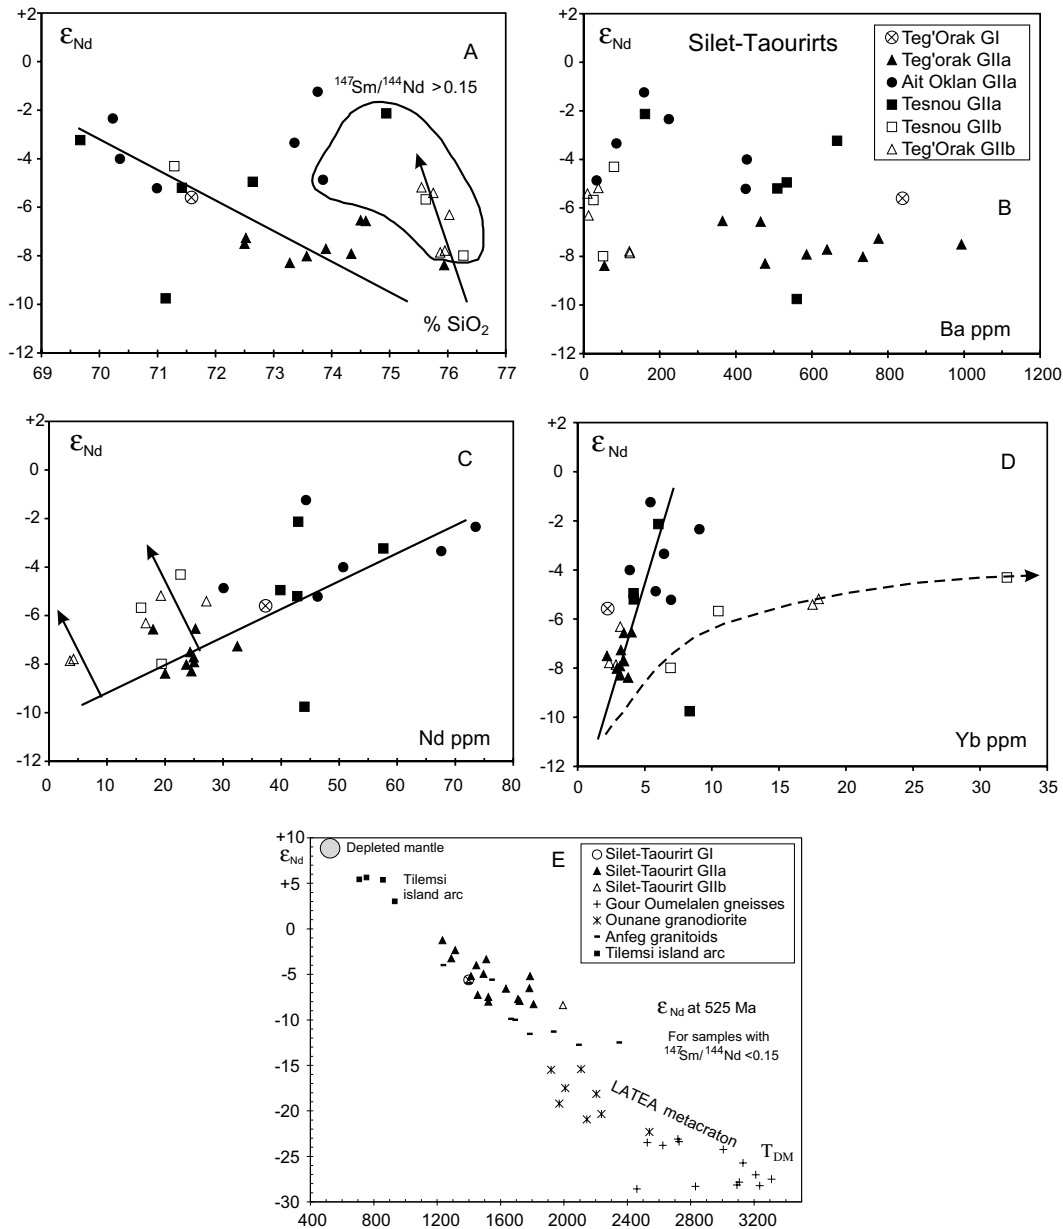 +2
0
-2
-4
-6
-8
-10
-12
εNd
A
147Sm/144Nd > 0.15
% SiO2
69 70 71 72 73 74 75 76 77
+2
0
-2
-4
-6
-8
-10
-12
εNd
Silet-Taourirts
Teg'Orak GI
Teg'orak GIIa
Ait Oklan GIIa
Tesnou GIIa
Tesnou GIIb
Teg'Orak GIIb
B
Ba ppm
0 200 400 600 800 1000 1200
+2
0
-2
-4
-6
-8
-10
-12
εNd
C
Nd ppm
0 10 20 30 40 50 60 70 80
+2
0
-2
-4
-6
-8
-10
-12
εNd
D
Yb ppm
0 5 10 15 20 25 30 35
+10
εNd
+5
0
-5
-10
-15
-20
-25
-30
Depleted mantle
Tilemsi
island arc
E
Silet-Taourirt GI
Silet-Taourirt GIIa
Silet-Taourirt GIIb
Gour Oumelalen gneisses
Ounane granodiorite
Anfeg granitoids
Tilemsi island arc
εNd at 525 Ma
For samples with
147Sm/144Nd <0.15
LATEA metacraton
TDM
400 800 1200 1600 2000 2400 2800 3200